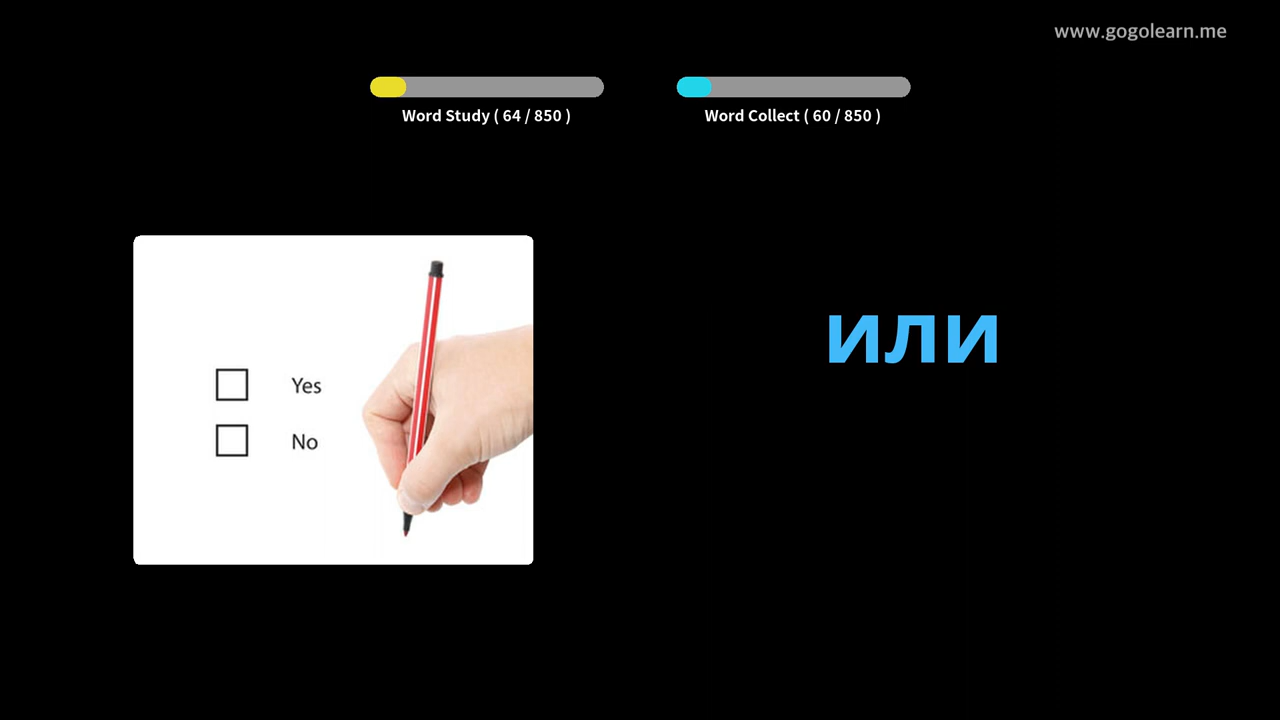 www.gogolearn.me
Word Study ( 64 / 850 )
Word Collect ( 60 / 850 )
или
Yes
No